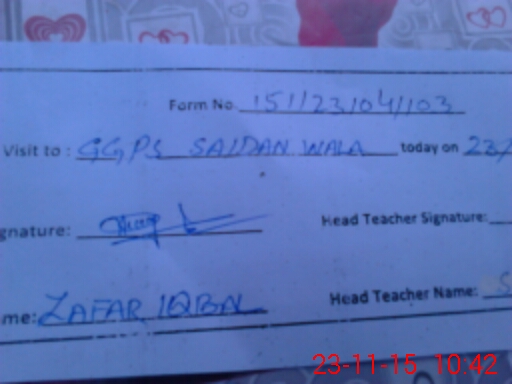 Form No. 151/23/04/103
Visit to : GGPS SAIDAN WALA today on 23/
gnature: Head Teacher Signature:
me: ZAFAR IQBAL Head Teacher Name: S
23-11-15 10:42